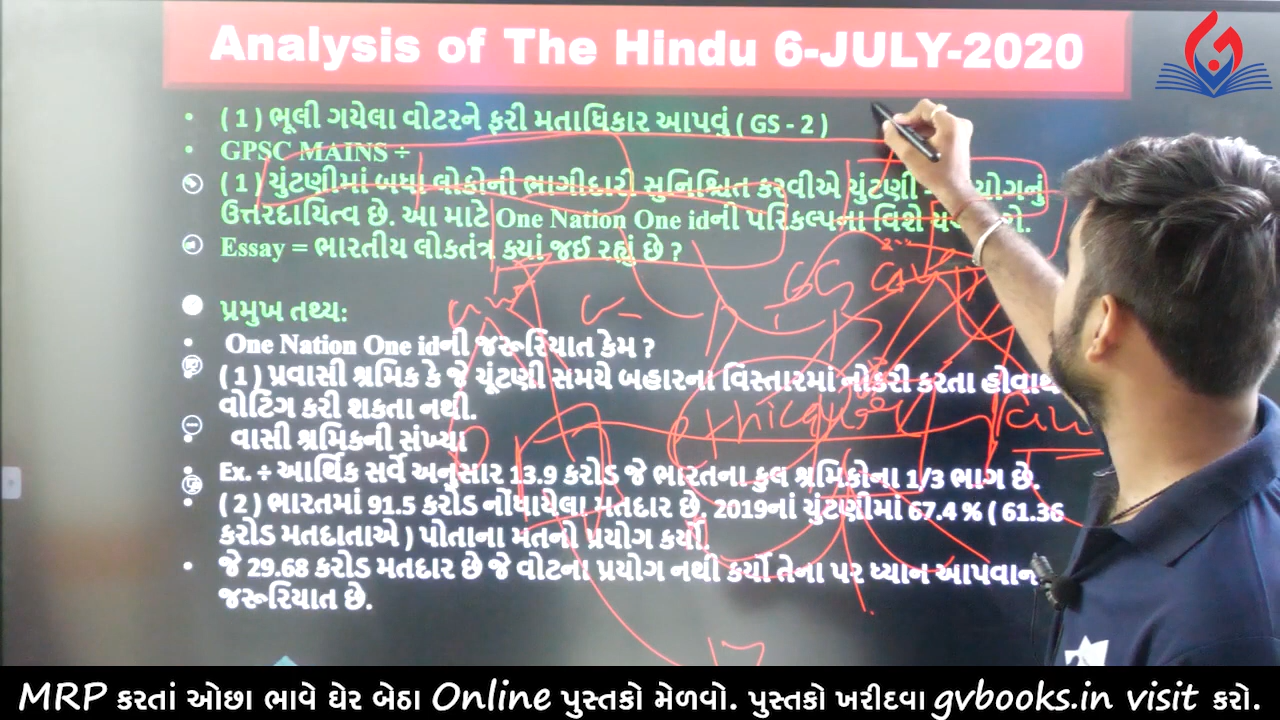 Analysis of The Hindu 6-JULY-2020
( 1 ) ભૂલી ગયેલા વોટરને ફરી મતાધિકાર આપવું ( GS - 2 )
GPSC MAINS ÷
( 1 ) ચુંટણીમાં બધા લોકોની ભાગીદારી સુનિશ્ચિત કરવીએ ચુંટણી
ઉત્તરદાયિત્વ છે. આ માટે One Nation One idની પરિકલ્પના વિશે
Essay = ભારતીય લોકતંત્ર કયાં જઈ રહ્યું છે ?
પ્રમુખ તથ્યઃ
One Nation One idની જરૂરિયાત કેમ ?
( 1 ) પ્રવાસી શ્રમિક કે જે ચૂંટણી સમયે બહારના વિસ્તારમાં નોકરી કરતા
વોટિંગ કરી શકતા નથી.
વાસી શ્રમિકની સંખ્યા
Ex. ÷ આર્થિક સર્વે અનુસાર 13.9 કરોડ જે ભારતના કુલ શ્રમિકોના 1/3 ભાગ છે.
( 2 ) ભારતમાં 91.5 કરોડ નોંધાયેલા મતદાર છે. 2019નાં ચુંટણીમાં 67.4 % ( 61.36
કરોડ મતદાતાએ ) પોતાના મતનો પ્રયોગ કર્યો.
જે 29.68 કરોડ મતદાર છે જે વોટના પ્રયોગ નથી કર્યો તેના પર ધ્યાન
જરૂરિયાત છે.
MRP કરતાં ઓછા ભાવે ઘેર બેઠા Online પુસ્તકો મેળવો. પુસ્તકો ખરીદવા gvbooks.in visit કરો.